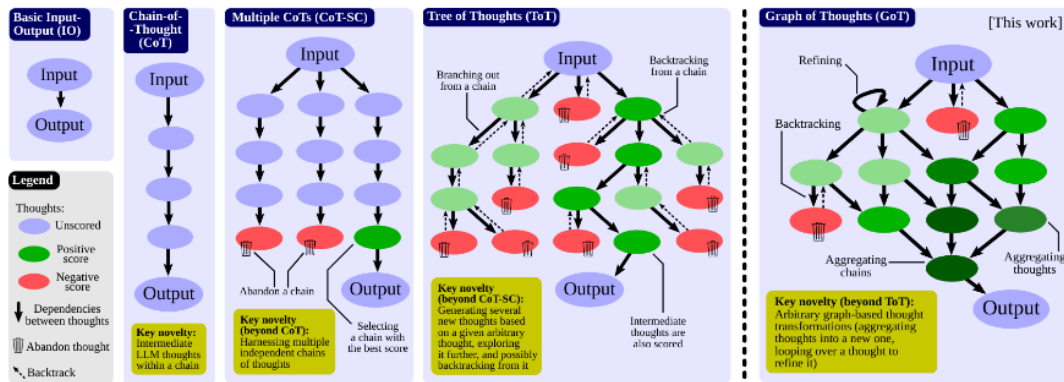 Basic Input-
Output (IO)
Input
Output
Legend
Thoughts:
Unscored
Positive
score
Negative
score
Dependencies
between thoughts
Abandon thought
Backtrack
Chain-of-
-Thought
(CoT)
Input
Output
Key novelty:
Intermediate
LLM thoughts
within a chain
Multiple CoTs (CoT-SC)
Input
Abandon a chain
Output
Key novelty
(beyond CoT):
Harnessing multiple
independent chains
of thoughts
Selecting
a chain with
the best score
Tree of Thoughts (ToT)
Input
Branching out
from a chain
Backtracking
from a chain
Output
Key novelty
(beyond CoT-SC):
Generating several
new thoughts based
on a given arbitrary
thought, exploring
it further, and possibly
backtracking from it
Intermediate
thoughts are
also scored
Graph of Thoughts (GoT)
[This work]
Refining
Input
Backtracking
Aggregating
chains
Aggregating
thoughts
Output
Key novelty (beyond ToT):
Arbitrary graph-based thought
transformations (aggregating
thoughts into a new one,
looping over a thought to
refine it)